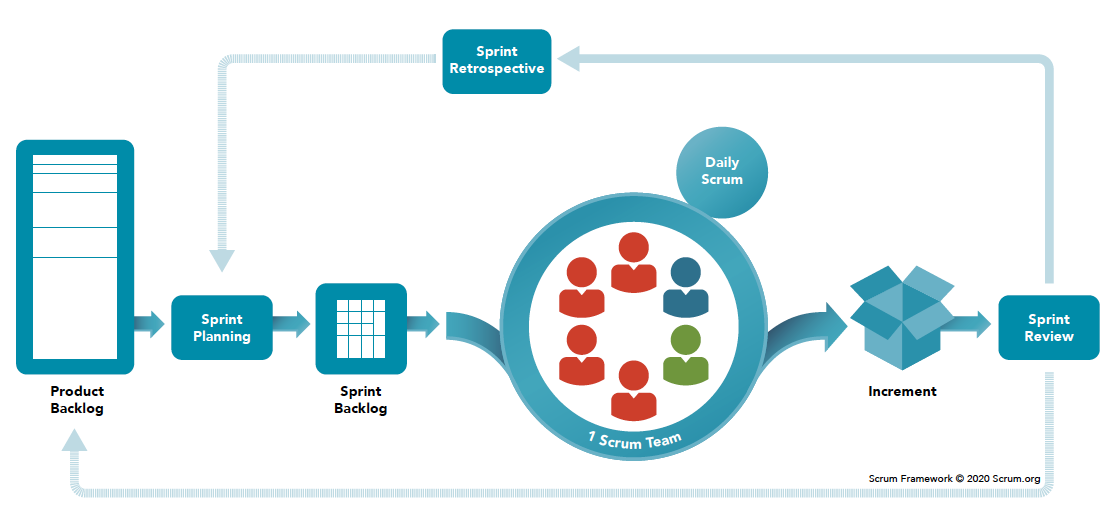 Sprint
Retrospective
Daily
Scrum
Sprint
Planning
Sprint
Review
Product
Backlog
Sprint
Backlog
Increment
1 Scrum Team
Scrum Framework © 2020 Scrum.org